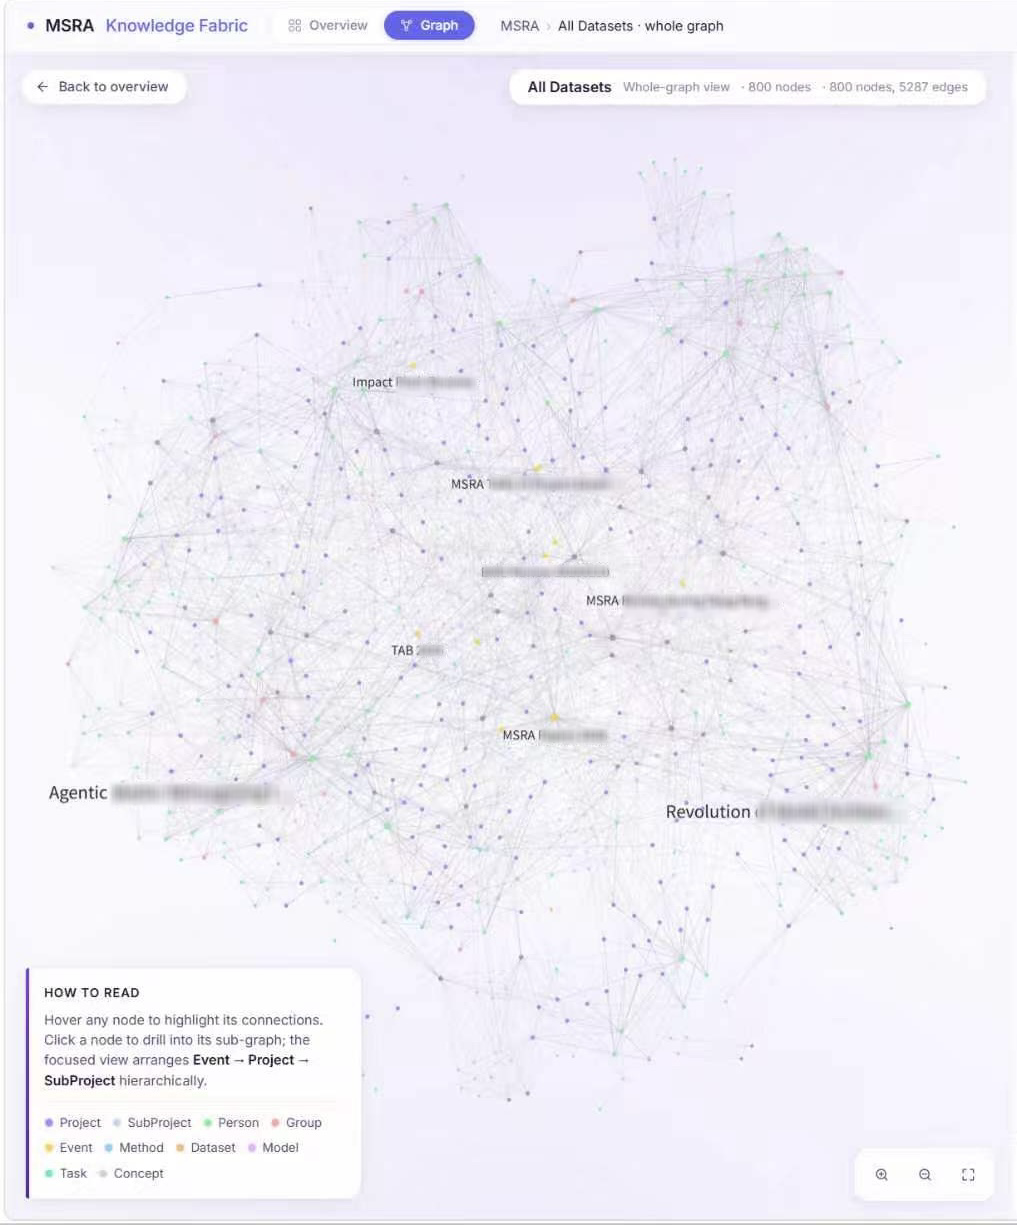 MSRA Knowledge Fabric Overview Graph MSRA › All Datasets · whole graph
← Back to overview
All Datasets Whole-graph view · 800 nodes · 800 nodes, 5287 edges
Impact
MSRA
MSRA
TAB
MSRA
Agentic
Revolution
HOW TO READ
Hover any node to highlight its connections.
Click a node to drill into its sub-graph; the
focused view arranges Event → Project →
SubProject hierarchically.
Project SubProject Person Group
Event Method Dataset Model
Task Concept